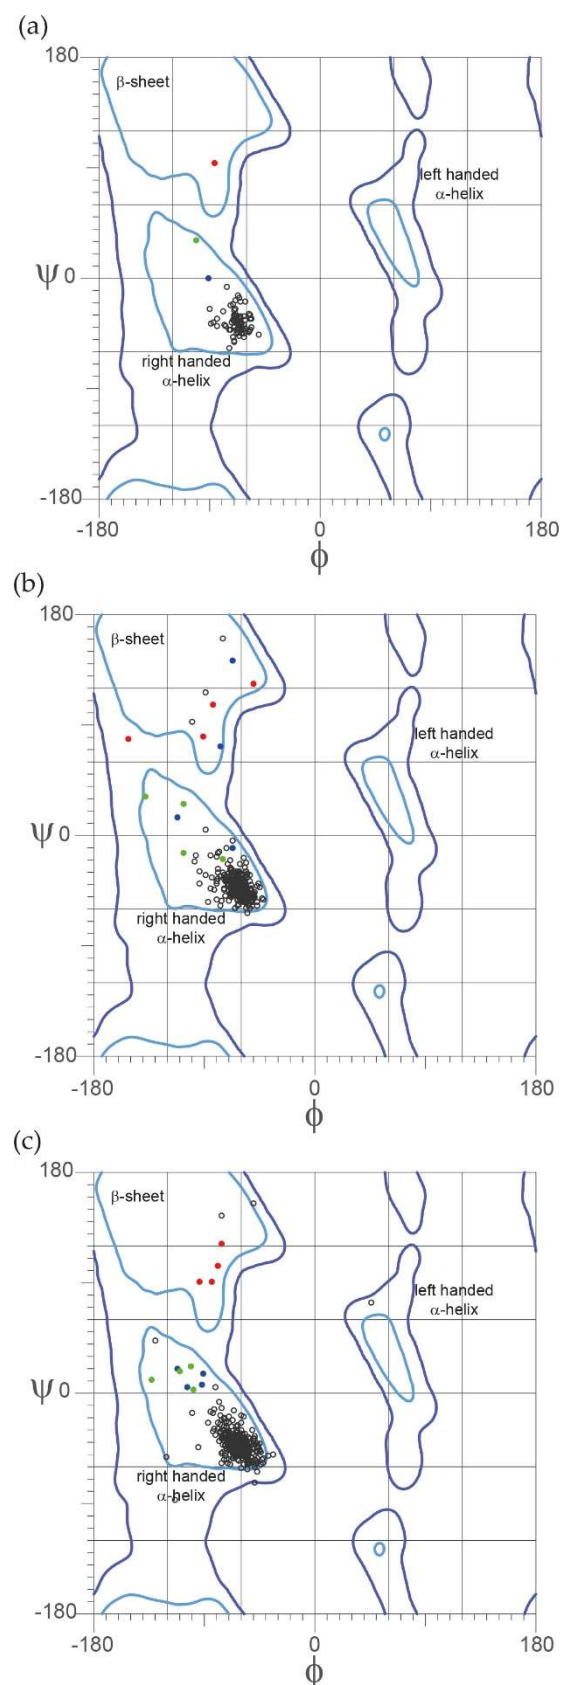 (a)
180
β-sheet
left handed
α-helix
ψ 0
right handed
α-helix
-180
-180 0 180
ϕ
(b)
180
β-sheet
left handed
α-helix
ψ 0
right handed
α-helix
-180
-180 0 180
ϕ
(c)
180
β-sheet
left handed
α-helix
ψ 0
right handed
α-helix
-180
-180 0 180
ϕ